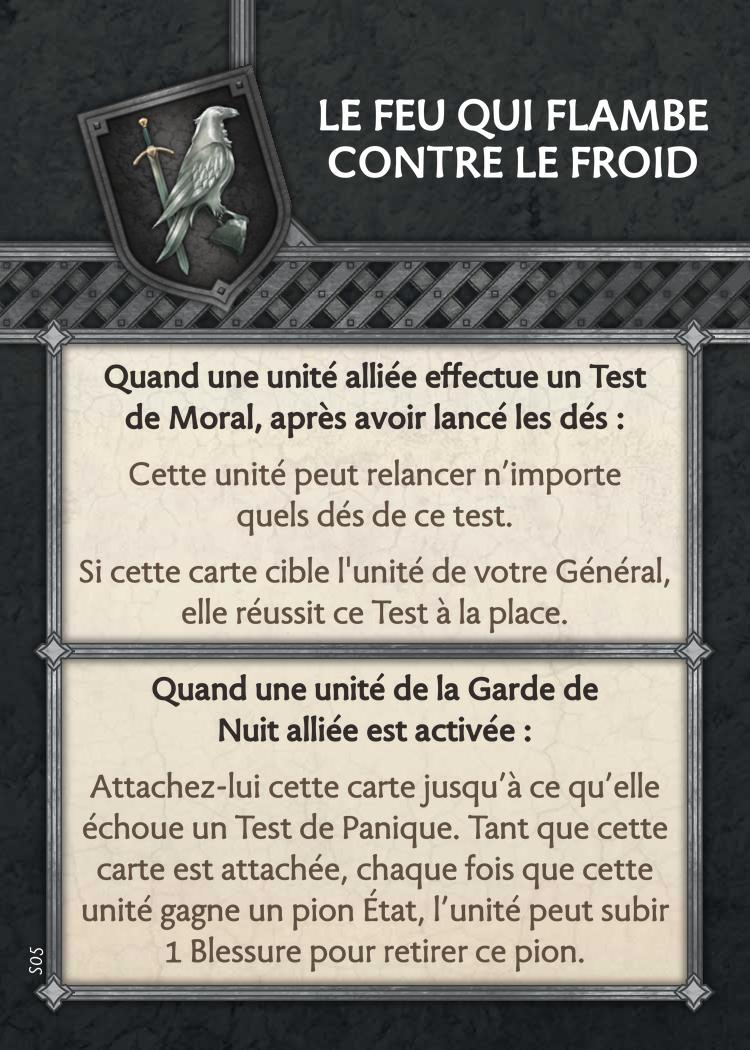 LE FEU QUI FLAMBE
CONTRE LE FROID
Quand une unité alliée effectue un Test
de Moral, après avoir lancé les dés :
Cette unité peut relancer n’importe
quels dés de ce test.
Si cette carte cible l'unité de votre Général,
elle réussit ce Test à la place.
Quand une unité de la Garde de
Nuit alliée est activée :
Attachez-lui cette carte jusqu’à ce qu’elle
échoue un Test de Panique. Tant que cette
carte est attachée, chaque fois que cette
unité gagne un pion État, l’unité peut subir
1 Blessure pour retirer ce pion.
S05